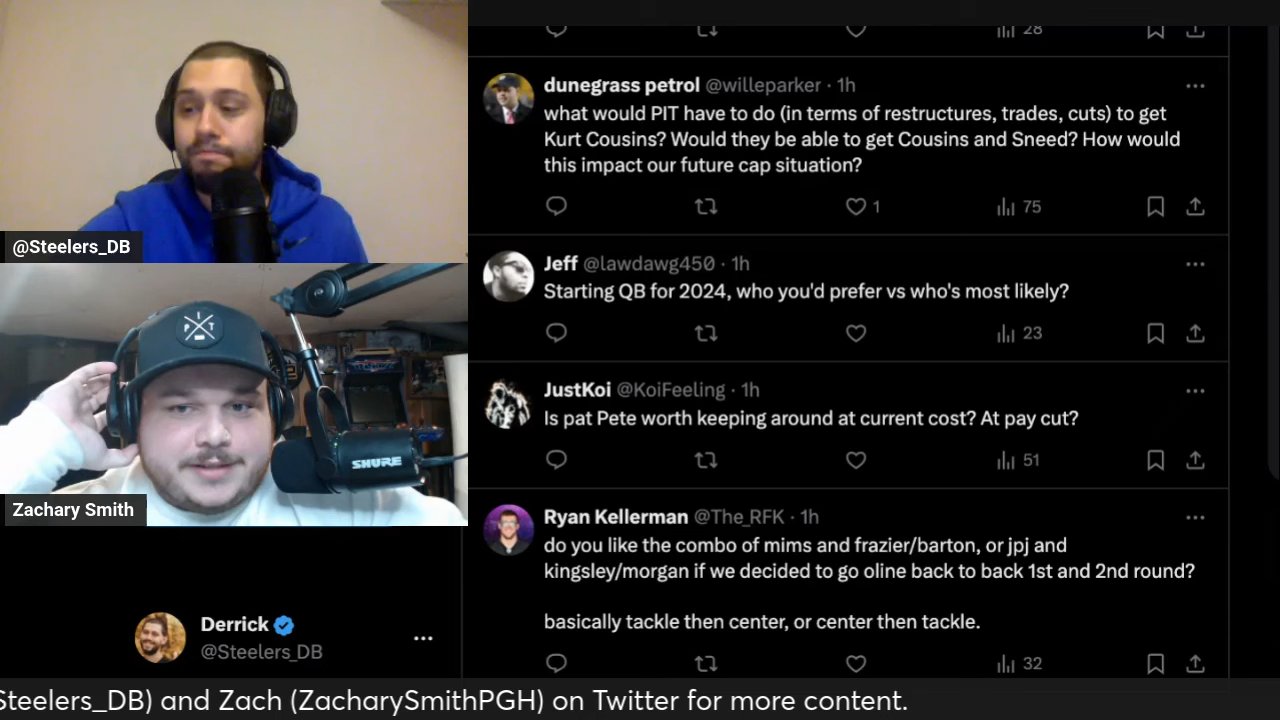 28
dunegrass petrol @willeparker · 1h
what would PIT have to do (in terms of restructures, trades, cuts) to get
Kurt Cousins? Would they be able to get Cousins and Sneed? How would
this impact our future cap situation?
1
75
Jeff @lawdawg450 · 1h
Starting QB for 2024, who you'd prefer vs who's most likely?
23
JustKoi @KoiFeeling · 1h
Is pat Pete worth keeping around at current cost? At pay cut?
51
Ryan Kellerman @The_RFK · 1h
do you like the combo of mims and frazier/barton, or jpj and
kingsley/morgan if we decided to go oline back to back 1st and 2nd round?
basically tackle then center, or center then tackle.
32
@Steelers_DB
P I T
SHURE
Zachary Smith
Derrick
@Steelers_DB
Steelers_DB) and Zach (ZacharySmithPGH) on Twitter for more content.